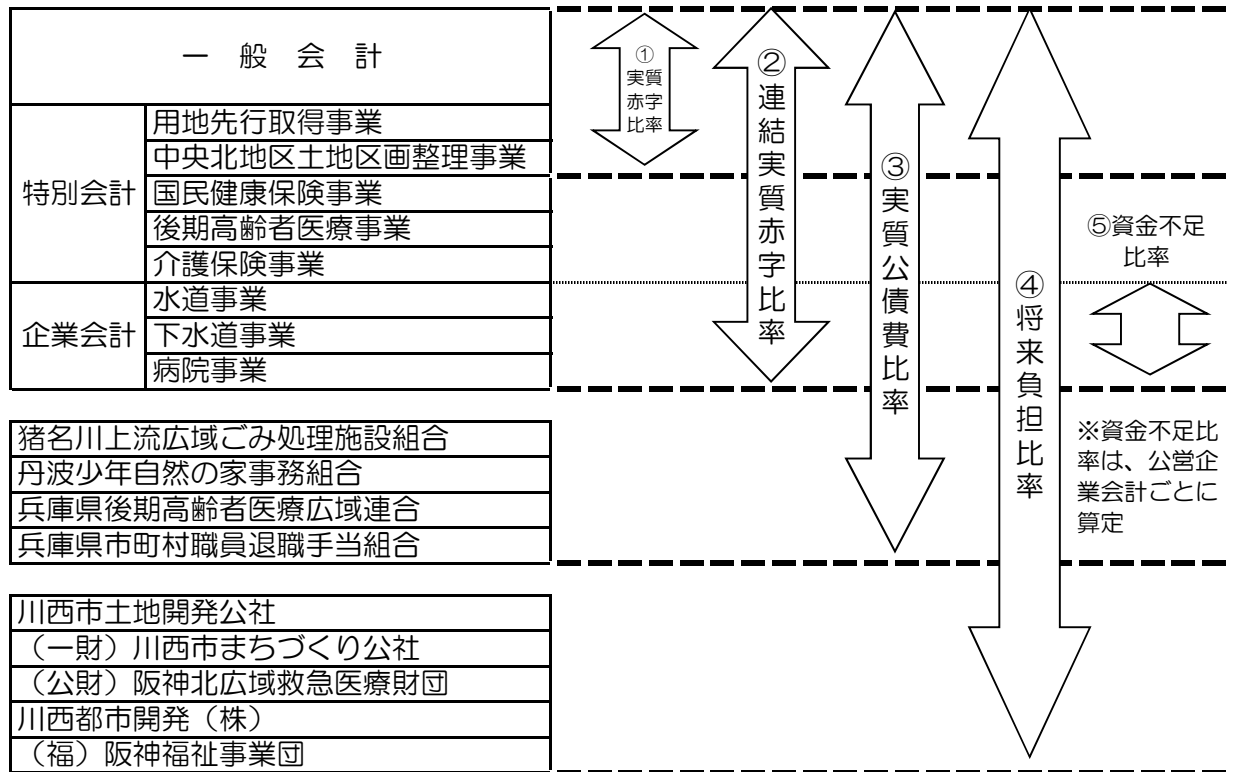 一 般 会 計
特別会計
用地先行取得事業
中央北地区土地区画整理事業
国民健康保険事業
後期高齢者医療事業
介護保険事業
企業会計
水道事業
下水道事業
病院事業
猪名川上流広域ごみ処理施設組合
丹波少年自然の家事務組合
兵庫県後期高齢者医療広域連合
兵庫県市町村職員退職手当組合
川西市土地開発公社
（一財）川西市まちづくり公社
（公財）阪神北広域救急医療財団
川西都市開発（株）
（福）阪神福祉事業団
①
実質
赤字
比率
②連結実質赤字比率
③実質公債費比率
④将来負担比率
⑤資金不足
比率
※資金不足比
率は、公営企
業会計ごとに
算定